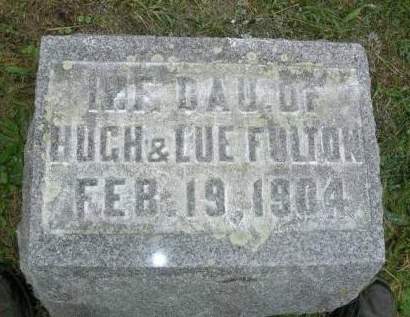 INF. DAU. OF
HUGH & LUE FULTON
FEB. 19, 1904